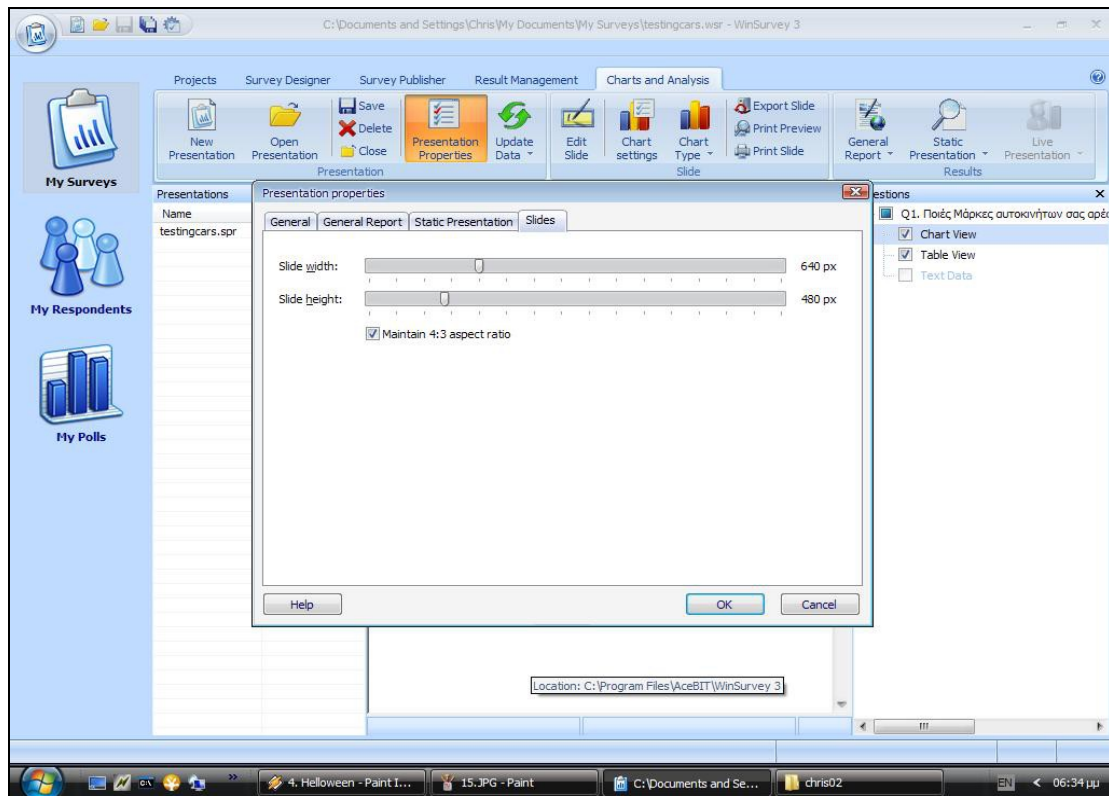 C:\Documents and Settings\Chris\My Documents\My Surveys\testingcars.wsr - WinSurvey 3
Projects Survey Designer Survey Publisher Result Management Charts and Analysis
New Presentation
Open Presentation
Save
Delete
Close
Presentation Properties
Update Data
Edit Slide
Chart settings
Chart Type
Export Slide
Print Preview
Print Slide
General Report
Static Presentation
Live Presentation
Presentation Slide Results
My Surveys
My Respondents
My Polls
Presentations
Name
testingcars.spr
Presentation properties
General General Report Static Presentation Slides
Slide width: 640 px
Slide height: 480 px
Maintain 4:3 aspect ratio
Help OK Cancel
estions
Q1. Ποιές Μάρκες αυτοκινήτων σας αρέ
Chart View
Table View
Text Data
Location: C:\Program Files\AceBIT\WinSurvey 3
4. Helloween - Paint I... 15.JPG - Paint C:\Documents and Se... chris02 EN 06:34 μμ